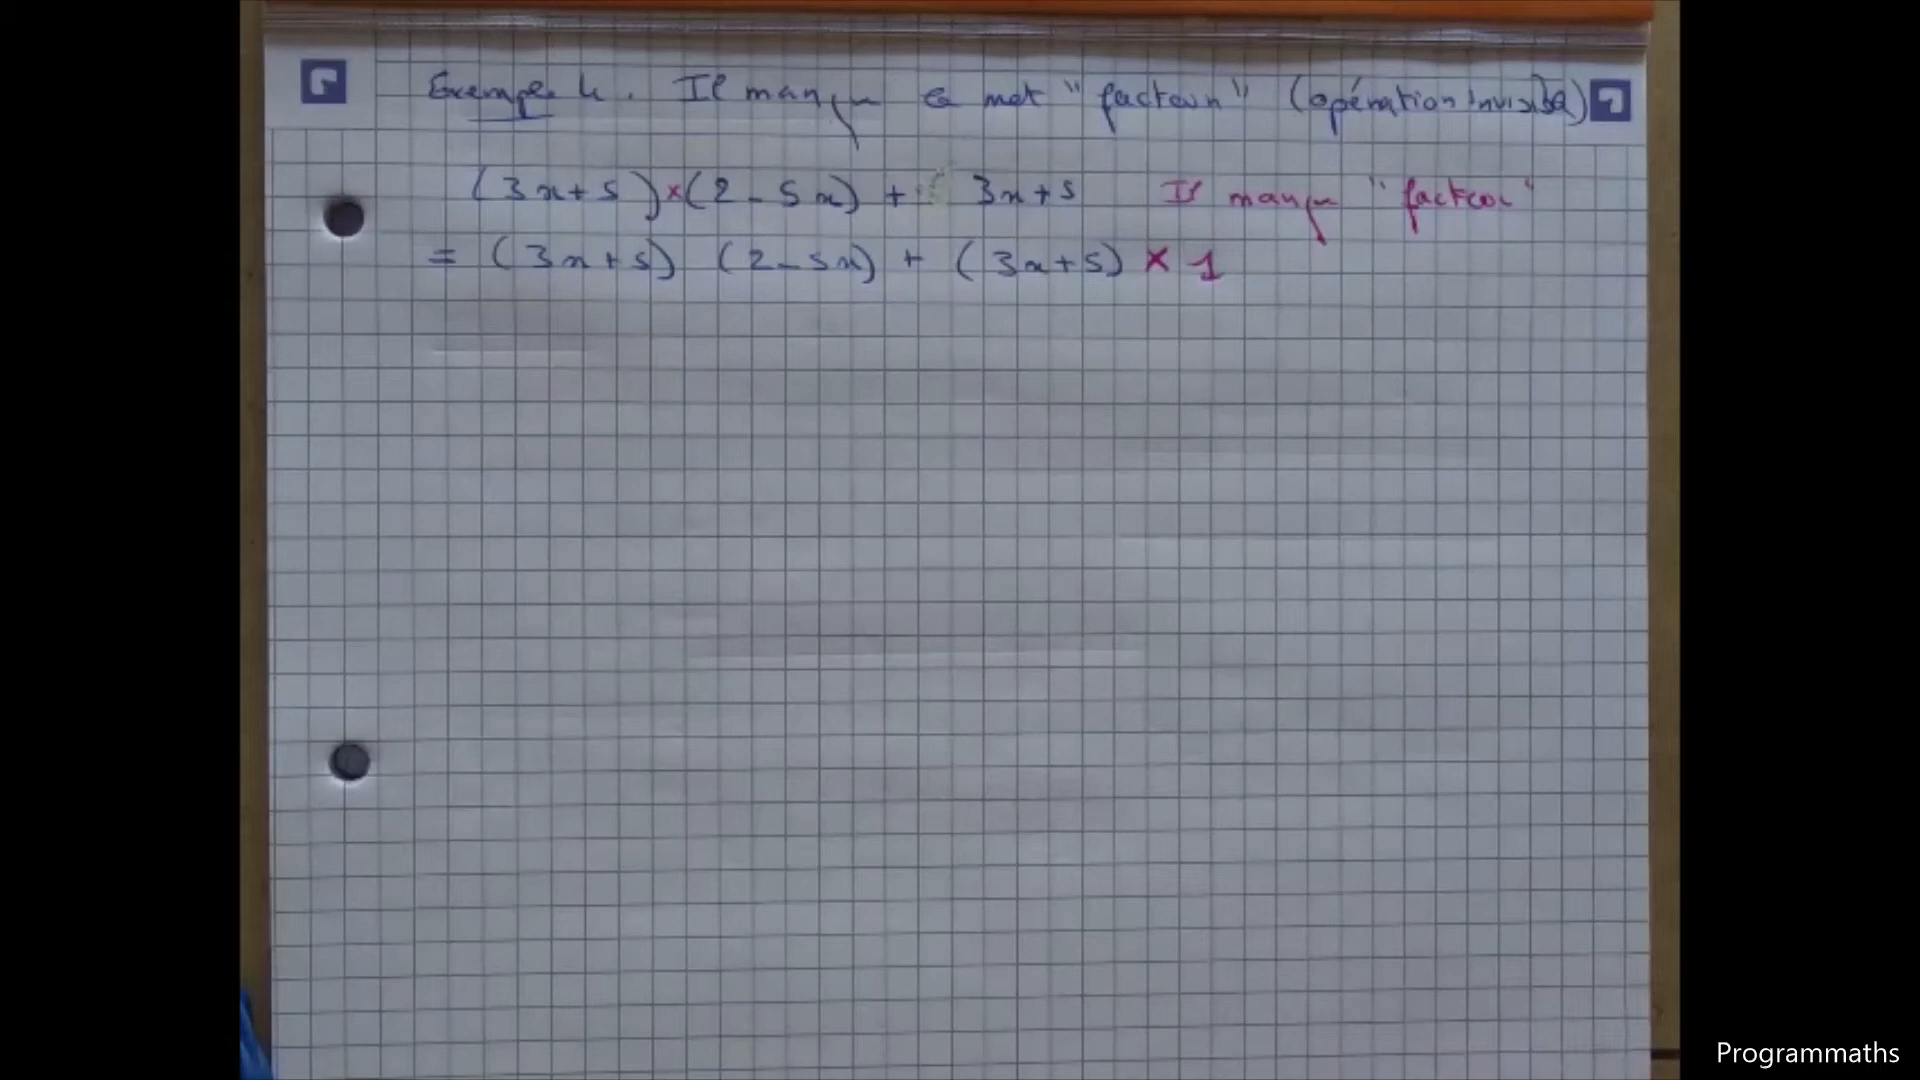 Exemple 4. Il manque le mot "facteur" (opération invisible)
(3x+5)×(2-5x) + 3x+5 Il manque "facteur"
= (3x+5) (2-5x) + (3x+5) × 1
Programmaths